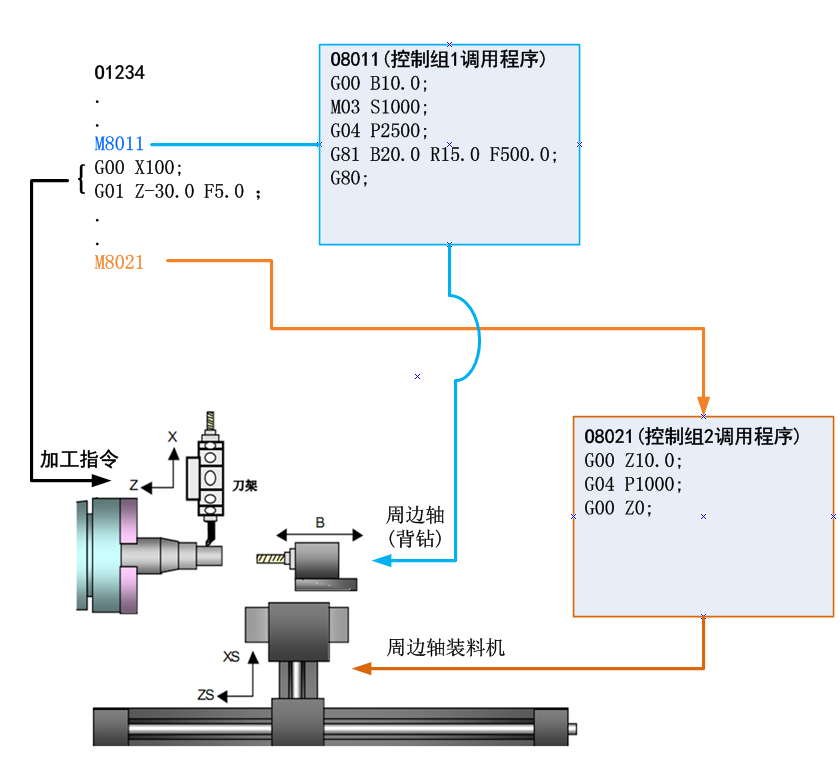 01234
.
.
M8011
G00 X100;
G01 Z-30.0 F5.0 ;
.
.
M8021
08011(控制组1调用程序)
G00 B10.0;
M03 S1000;
G04 P2500;
G81 B20.0 R15.0 F500.0;
G80;
08021(控制组2调用程序)
G00 Z10.0;
G04 P1000;
G00 Z0;
加工指令
X
Z
刀架
B
周边轴
(背钻)
周边轴装料机
XS
ZS